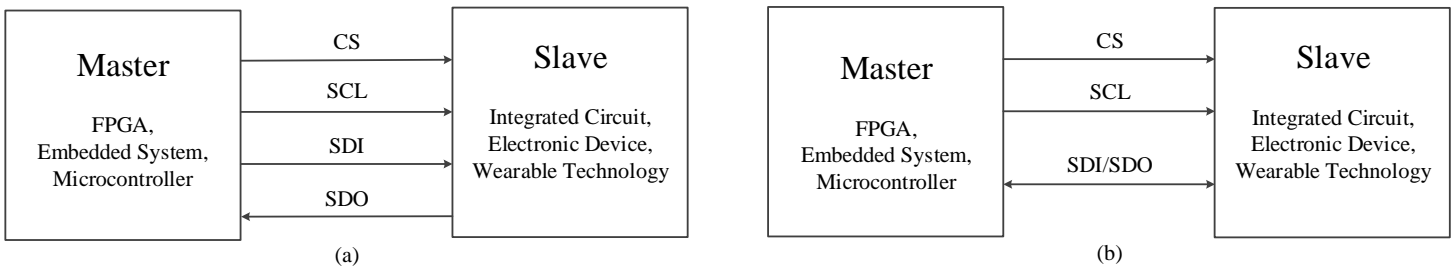 Master
FPGA,
Embedded System,
Microcontroller
CS
SCL
SDI
SDO
Slave
Integrated Circuit,
Electronic Device,
Wearable Technology
(a)
Master
FPGA,
Embedded System,
Microcontroller
CS
SCL
SDI/SDO
Slave
Integrated Circuit,
Electronic Device,
Wearable Technology
(b)